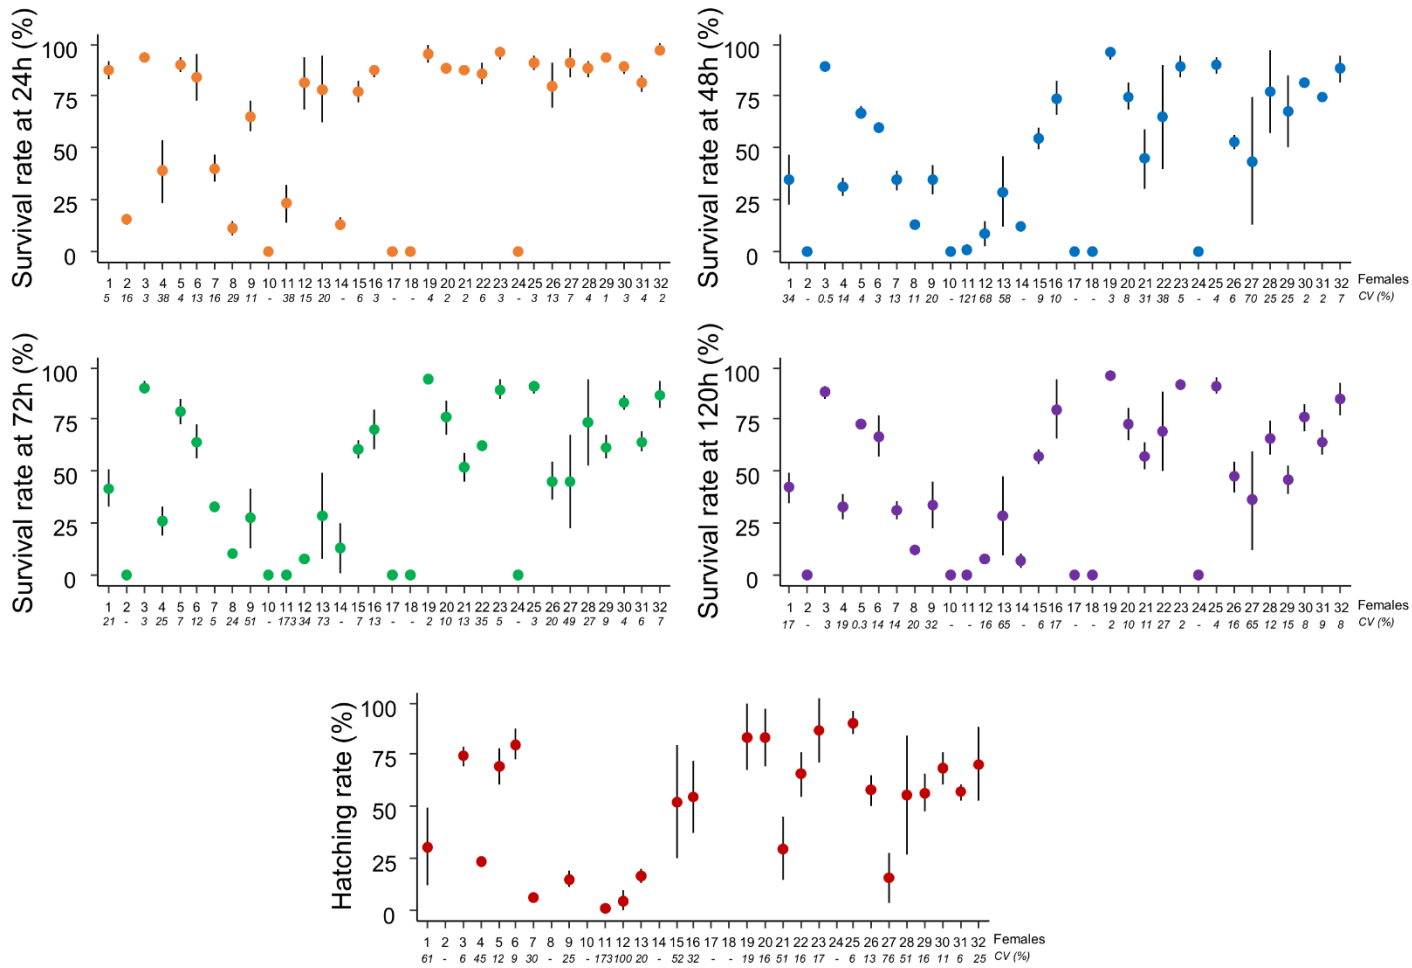 Survival rate at 24h (%)
100
75
50
25
0
1 2 3 4 5 6 7 8 9 10 11 12 13 14 15 16 17 18 19 20 21 22 23 24 25 26 27 28 29 30 31 32 Females
5 16 3 38 4 13 16 29 11 - 38 15 20 - 6 3 - - 4 2 2 6 3 - 3 13 7 4 1 3 4 2 CV (%)
Survival rate at 48h (%)
100
75
50
25
0
1 2 3 4 5 6 7 8 9 10 11 12 13 14 15 16 17 18 19 20 21 22 23 24 25 26 27 28 29 30 31 32 Females
34 - 0.5 14 4 3 13 11 20 - 121 68 58 - 9 10 - - 3 8 31 38 5 - 4 6 70 25 25 2 2 7 CV (%)
Survival rate at 72h (%)
100
75
50
25
0
1 2 3 4 5 6 7 8 9 10 11 12 13 14 15 16 17 18 19 20 21 22 23 24 25 26 27 28 29 30 31 32 Females
21 - 3 25 7 12 5 24 51 - 173 34 73 - 7 13 - - 2 10 13 35 5 - 3 20 49 27 9 4 6 7 CV (%)
Survival rate at 120h (%)
100
75
50
25
0
1 2 3 4 5 6 7 8 9 10 11 12 13 14 15 16 17 18 19 20 21 22 23 24 25 26 27 28 29 30 31 32 Females
17 - 3 19 0.3 14 14 20 32 - - 16 65 - 6 17 - - 2 10 11 27 2 - 4 16 65 12 15 8 9 8 CV (%)
Hatching rate (%)
100
75
50
25
0
1 2 3 4 5 6 7 8 9 10 11 12 13 14 15 16 17 18 19 20 21 22 23 24 25 26 27 28 29 30 31 32 Females
61 - 6 45 12 9 30 - 25 - 173 100 20 - 52 32 - - 19 16 51 16 17 - 6 13 76 51 16 11 6 25 CV (%)